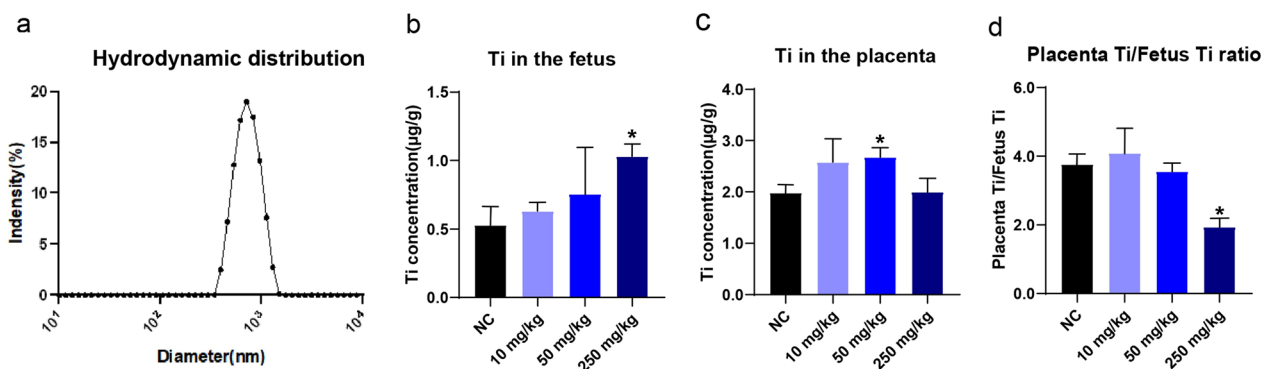 a
Hydrodynamic distribution
Indensity(%)
20
15
10
5
0
101
102
103
104
Diameter(nm)
b
Ti in the fetus
Ti concentration(μg/g)
1.5
1.0
0.5
0.0
*
NC
10 mg/kg
50 mg/kg
250 mg/kg
c
Ti in the placenta
Ti concentration(μg/g)
4.0
3.0
2.0
1.0
0.0
*
NC
10 mg/kg
50 mg/kg
250 mg/kg
d
Placenta Ti/Fetus Ti ratio
Placenta Ti/Fetus Ti
6.0
4.0
2.0
0.0
*
NC
10 mg/kg
50 mg/kg
250 mg/kg